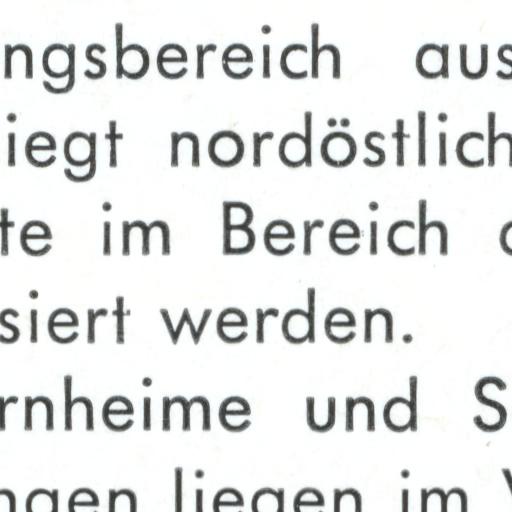 ngsbereich aus
iegt nordöstlich
te im Bereich
siert werden.
rnheime und S
ngen liegen im